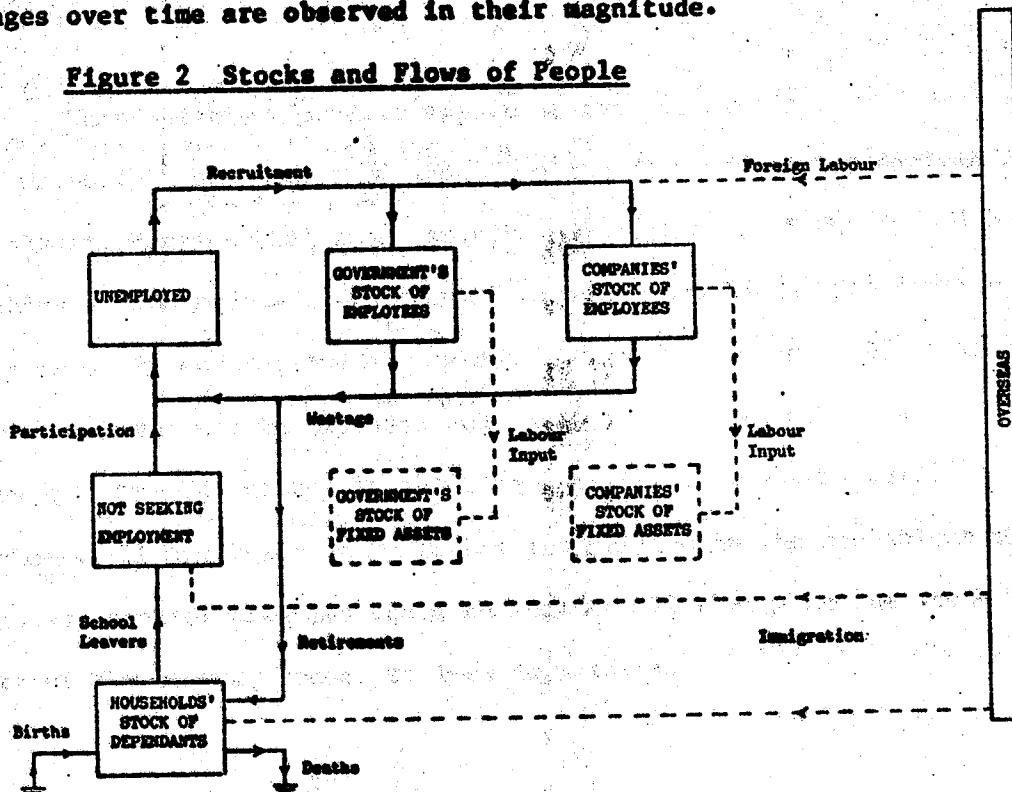 ages over time are observed in their magnitude.
Figure 2 Stocks and Flows of People
Recruitment
Foreign Labour
UNEMPLOYED
GOVERNMENT'S
STOCK OF
EMPLOYEES
COMPANIES'
STOCK OF
EMPLOYEES
OVERSEAS
Wastage
Participation
Labour
Input
Labour
Input
NOT SEEKING
EMPLOYMENT
GOVERNMENT'S
STOCK OF
FIXED ASSETS
COMPANIES'
STOCK OF
FIXED ASSETS
School
Leavers
Retirements
Immigration
HOUSEHOLDS'
STOCK OF
DEPENDANTS
Births
Deaths